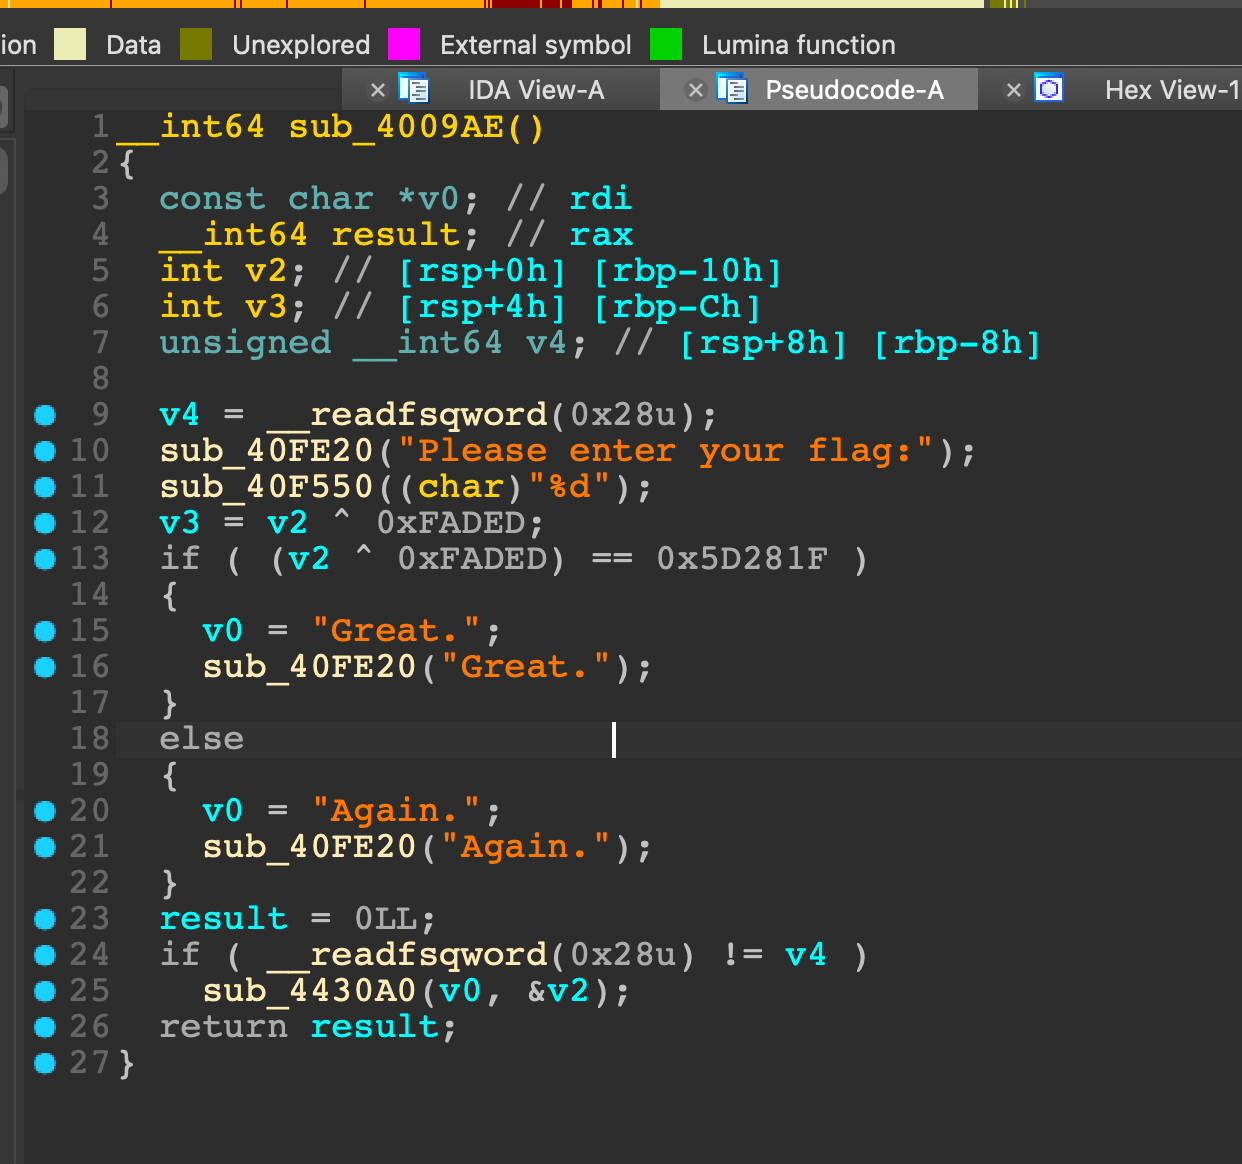 ion Data Unexplored External symbol Lumina function
IDA View-A Pseudocode-A Hex View-1
1 __int64 sub_4009AE()
2 {
3 const char *v0; // rdi
4 __int64 result; // rax
5 int v2; // [rsp+0h] [rbp-10h]
6 int v3; // [rsp+4h] [rbp-Ch]
7 unsigned __int64 v4; // [rsp+8h] [rbp-8h]
8
9 v4 = __readfsqword(0x28u);
10 sub_40FE20("Please enter your flag:");
11 sub_40F550((char)"%d");
12 v3 = v2 ^ 0xFADED;
13 if ( (v2 ^ 0xFADED) == 0x5D281F )
14 {
15 v0 = "Great.";
16 sub_40FE20("Great.");
17 }
18 else
19 {
20 v0 = "Again.";
21 sub_40FE20("Again.");
22 }
23 result = 0LL;
24 if ( __readfsqword(0x28u) != v4 )
25 sub_4430A0(v0, &v2);
26 return result;
27 }